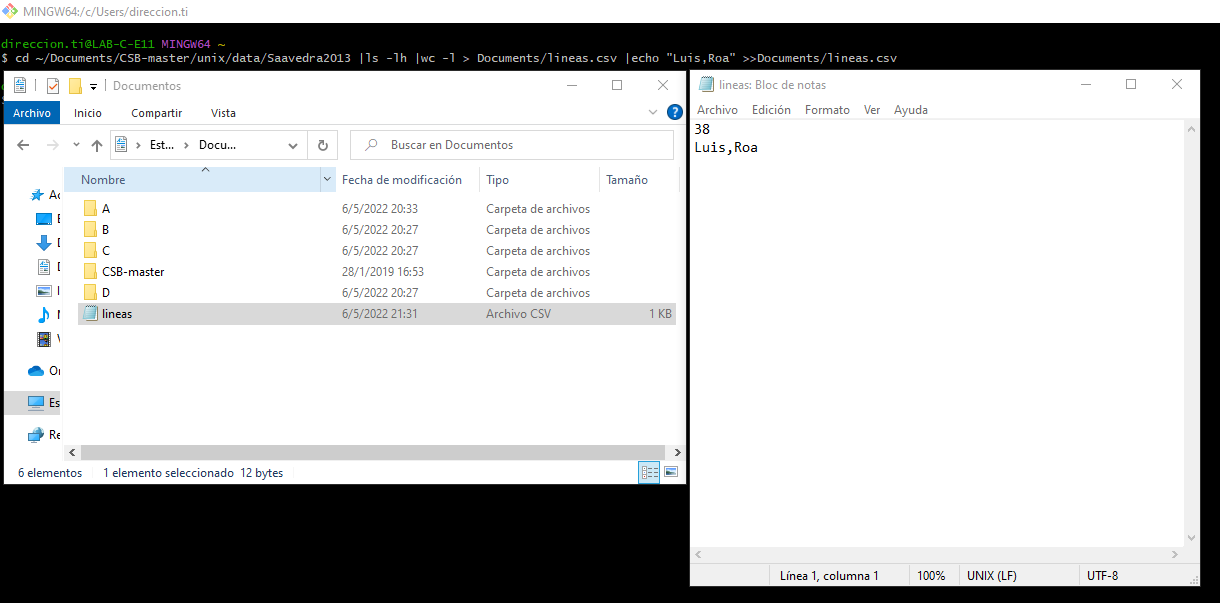 MINGW64:/c/Users/direccion.ti
direccion.ti@LAB-C-E11 MINGW64 ~
$ cd ~/Documents/CSB-master/unix/data/Saavedra2013 |ls -lh |wc -l > Documents/lineas.csv |echo "Luis,Roa" >>Documents/lineas.csv
Documentos
Archivo Inicio Compartir Vista
Est... Docu... Buscar en Documentos
Nombre Fecha de modificación Tipo Tamaño
A 6/5/2022 20:33 Carpeta de archivos
B 6/5/2022 20:27 Carpeta de archivos
C 6/5/2022 20:27 Carpeta de archivos
CSB-master 28/1/2019 16:53 Carpeta de archivos
D 6/5/2022 20:27 Carpeta de archivos
lineas 6/5/2022 21:31 Archivo CSV 1 KB
Es
Re
6 elementos 1 elemento seleccionado 12 bytes
lineas: Bloc de notas
Archivo Edición Formato Ver Ayuda
38
Luis,Roa
Línea 1, columna 1 100% UNIX (LF) UTF-8